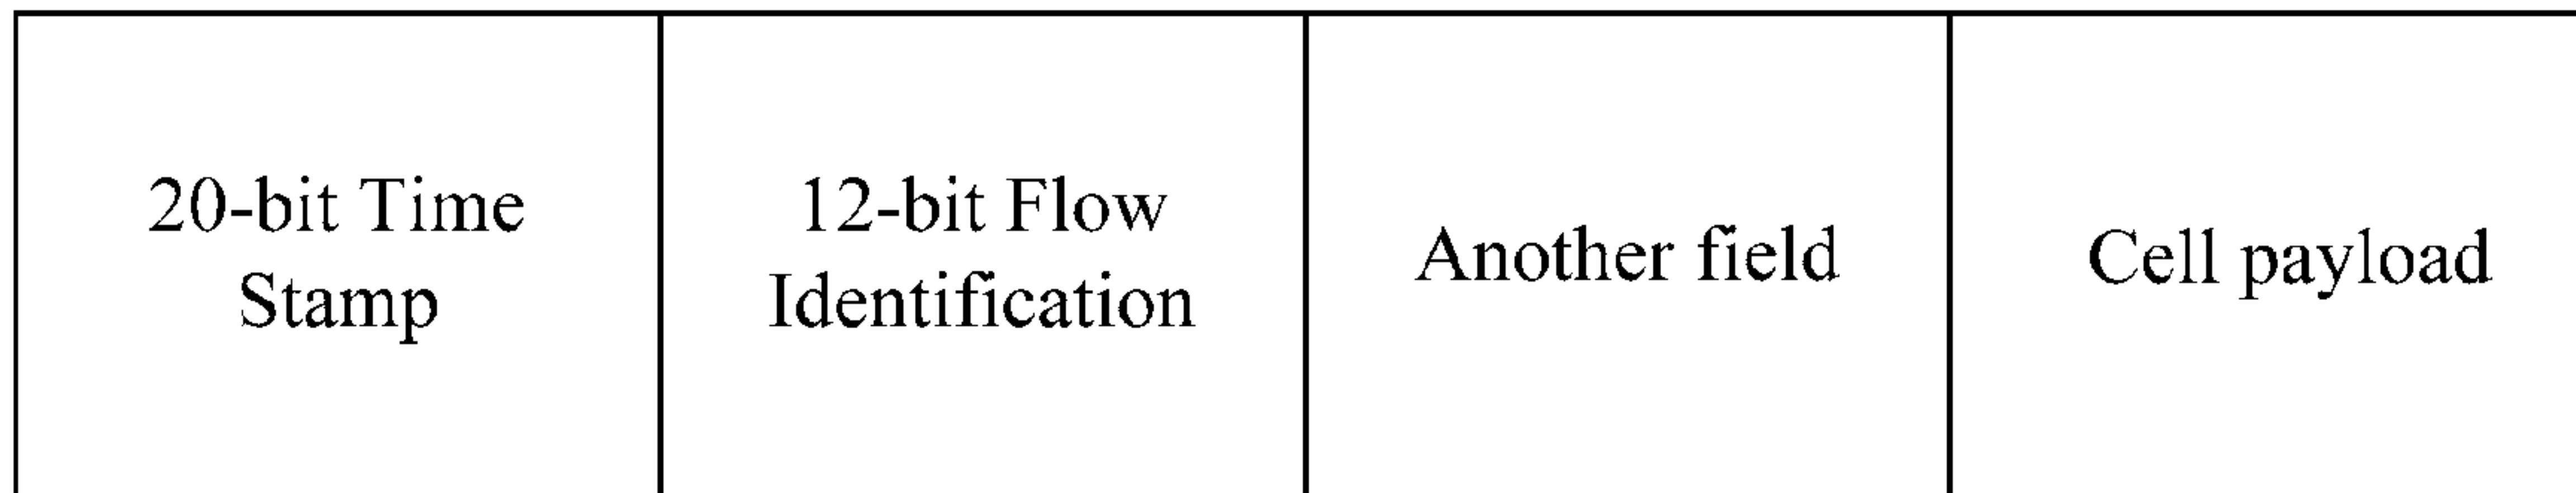 20-bit Time
Stamp
12-bit Flow
Identification
Another field
Cell payload